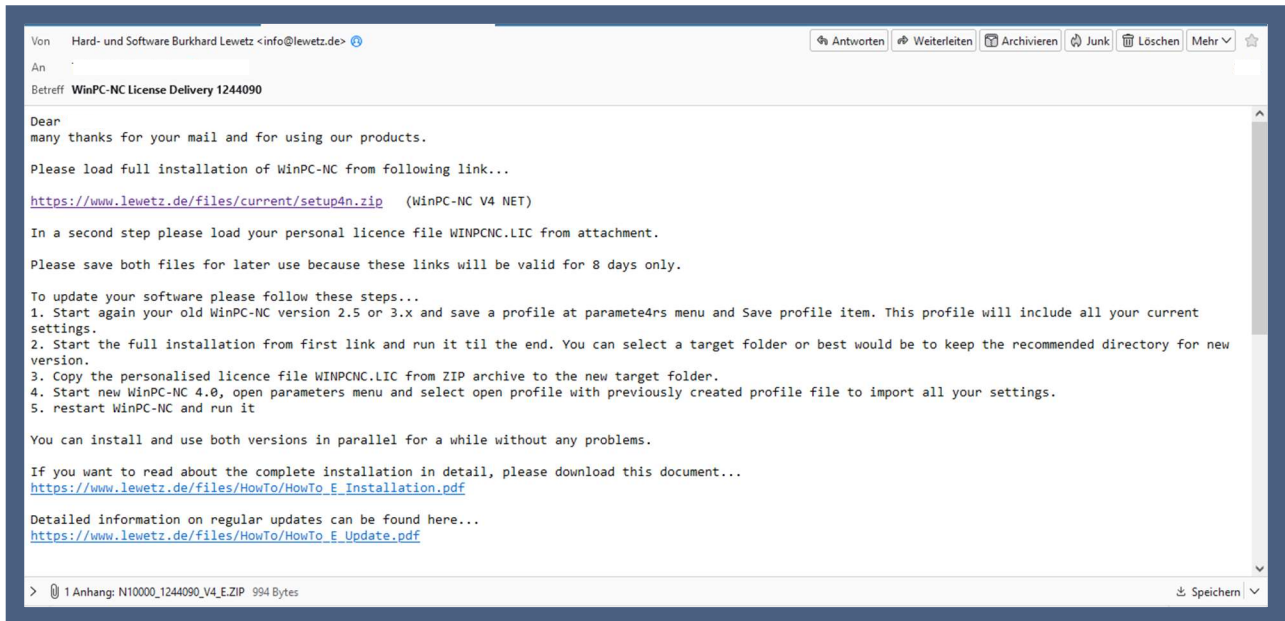 Von Hard- und Software Burkhard Lewetz <info@lewetz.de>
Antworten Weiterleiten Archivieren Junk Löschen Mehr
An
Betreff WinPC-NC License Delivery 1244090
Dear
many thanks for your mail and for using our products.
Please load full installation of WinPC-NC from following link...
https://www.lewetz.de/files/current/setup4n.zip (WinPC-NC V4 NET)
In a second step please load your personal licence file WINPCNC.LIC from attachment.
Please save both files for later use because these links will be valid for 8 days only.
To update your software please follow these steps...
1. Start again your old WinPC-NC version 2.5 or 3.x and save a profile at paramete4rs menu and Save profile item. This profile will include all your current
settings.
2. Start the full installation from first link and run it til the end. You can select a target folder or best would be to keep the recommended directory for new
version.
3. Copy the personalised licence file WINPCNC.LIC from ZIP archive to the new target folder.
4. Start new WinPC-NC 4.0, open parameters menu and select open profile with previously created profile file to import all your settings.
5. restart WinPC-NC and run it
You can install and use both versions in parallel for a while without any problems.
If you want to read about the complete installation in detail, please download this document...
https://www.lewetz.de/files/HowTo/HowTo_E_Installation.pdf
Detailed information on regular updates can be found here...
https://www.lewetz.de/files/HowTo/HowTo_E_Update.pdf
1 Anhang: N10000_1244090_V4_E.ZIP 994 Bytes
Speichern